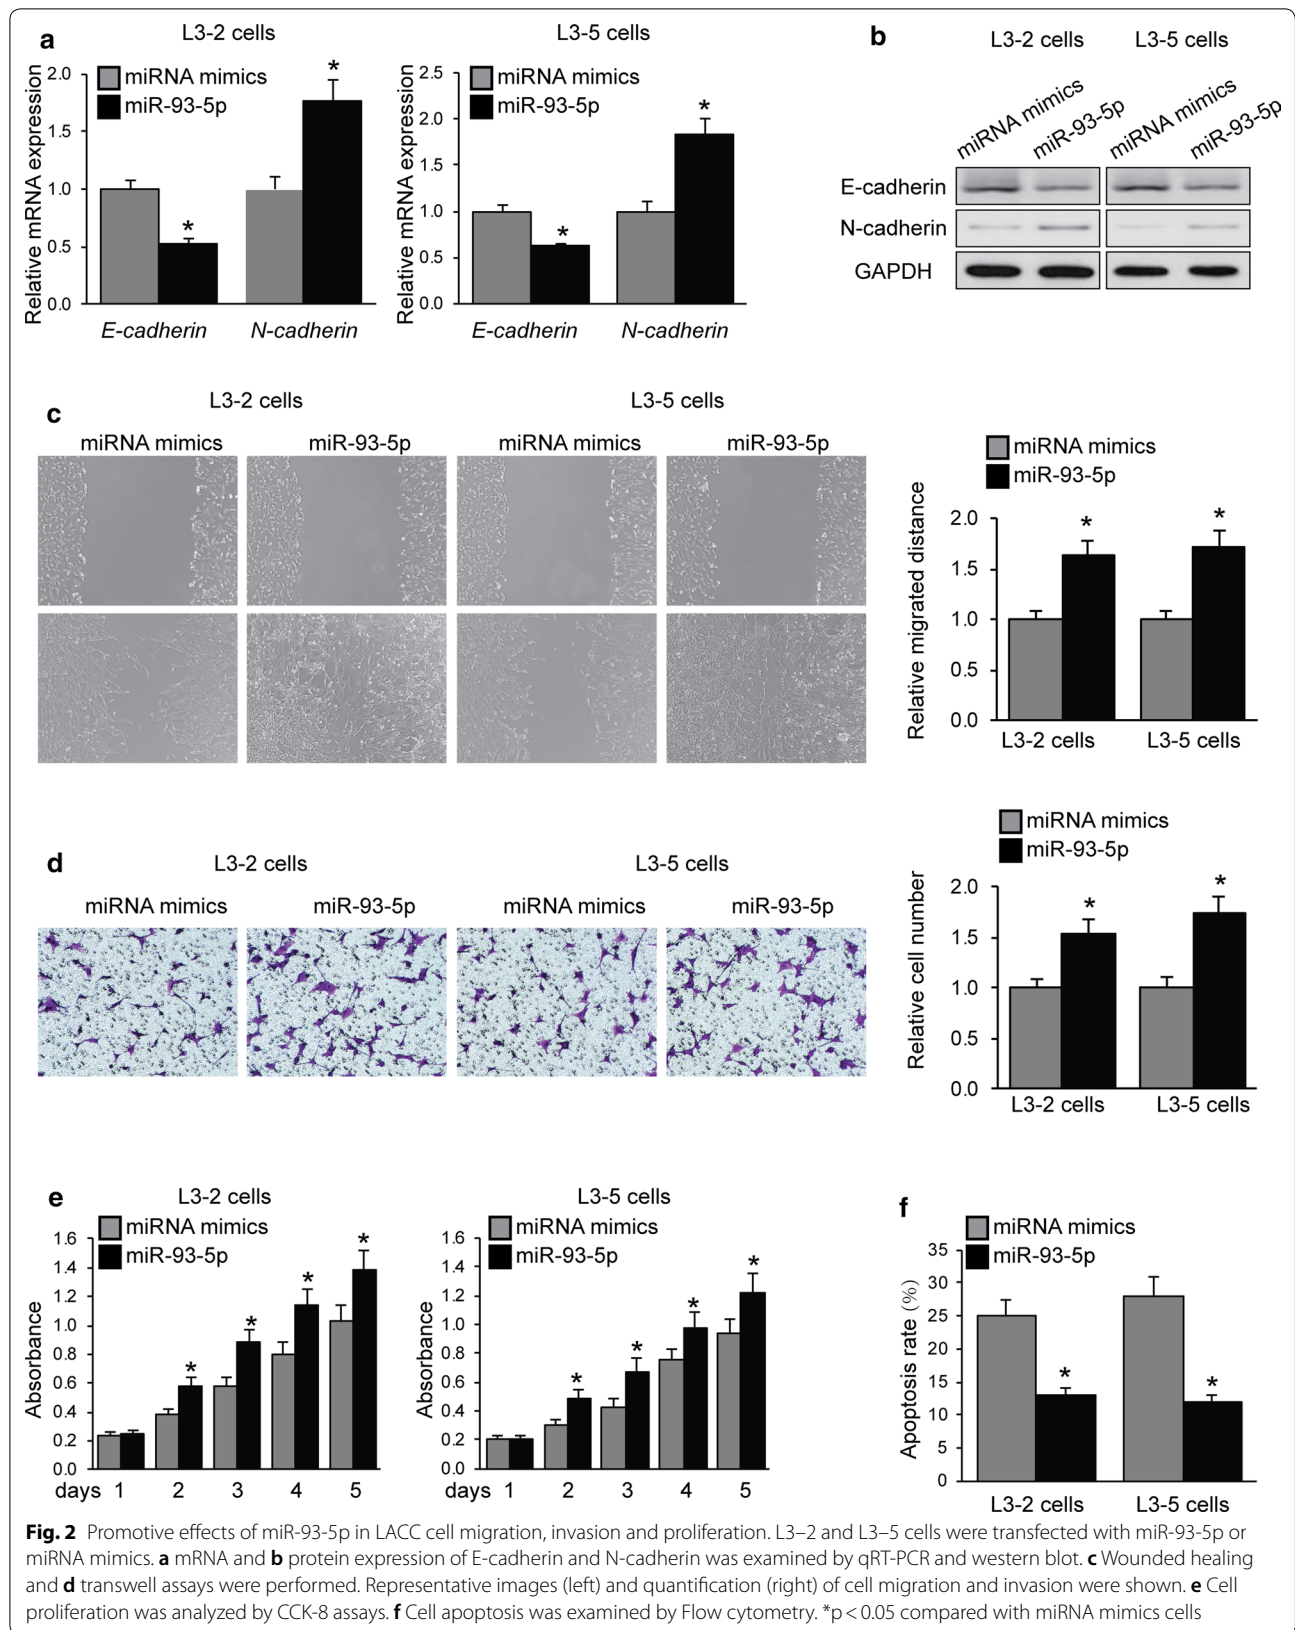 a
L3-2 cells
Relative mRNA expression
2.0
1.5
1.0
0.5
0.0
miRNA mimics
miR-93-5p
*
*
E-cadherin
N-cadherin
L3-5 cells
Relative mRNA expression
2.5
2.0
1.5
1.0
0.5
0.0
miRNA mimics
miR-93-5p
*
*
E-cadherin
N-cadherin
b
L3-2 cells
L3-5 cells
miRNA mimics
miR-93-5p
miRNA mimics
miR-93-5p
E-cadherin
N-cadherin
GAPDH
c
L3-2 cells
L3-5 cells
miRNA mimics
miR-93-5p
miRNA mimics
miR-93-5p
miRNA mimics
miR-93-5p
Relative migrated distance
2.0
1.5
1.0
0.5
0.0
*
*
L3-2 cells
L3-5 cells
d
L3-2 cells
L3-5 cells
miRNA mimics
miR-93-5p
miRNA mimics
miR-93-5p
miRNA mimics
miR-93-5p
Relative cell number
2.0
1.5
1.0
0.5
0.0
*
*
L3-2 cells
L3-5 cells
e
L3-2 cells
miRNA mimics
miR-93-5p
Absorbance
1.6
1.4
1.2
1.0
0.8
0.6
0.4
0.2
0.0
*
*
*
*
days 1 2 3 4 5
L3-5 cells
miRNA mimics
miR-93-5p
Absorbance
1.6
1.4
1.2
1.0
0.8
0.6
0.4
0.2
0.0
*
*
*
*
days 1 2 3 4 5
f
miRNA mimics
miR-93-5p
Apoptosis rate (%)
35
30
25
20
15
10
5
0
*
*
L3-2 cells
L3-5 cells
Fig. 2 Promotive effects of miR-93-5p in LACC cell migration, invasion and proliferation. L3–2 and L3–5 cells were transfected with miR-93-5p or
miRNA mimics. a mRNA and b protein expression of E-cadherin and N-cadherin was examined by qRT-PCR and western blot. c Wounded healing
and d transwell assays were performed. Representative images (left) and quantification (right) of cell migration and invasion were shown. e Cell
proliferation was analyzed by CCK-8 assays. f Cell apoptosis was examined by Flow cytometry. *p < 0.05 compared with miRNA mimics cells